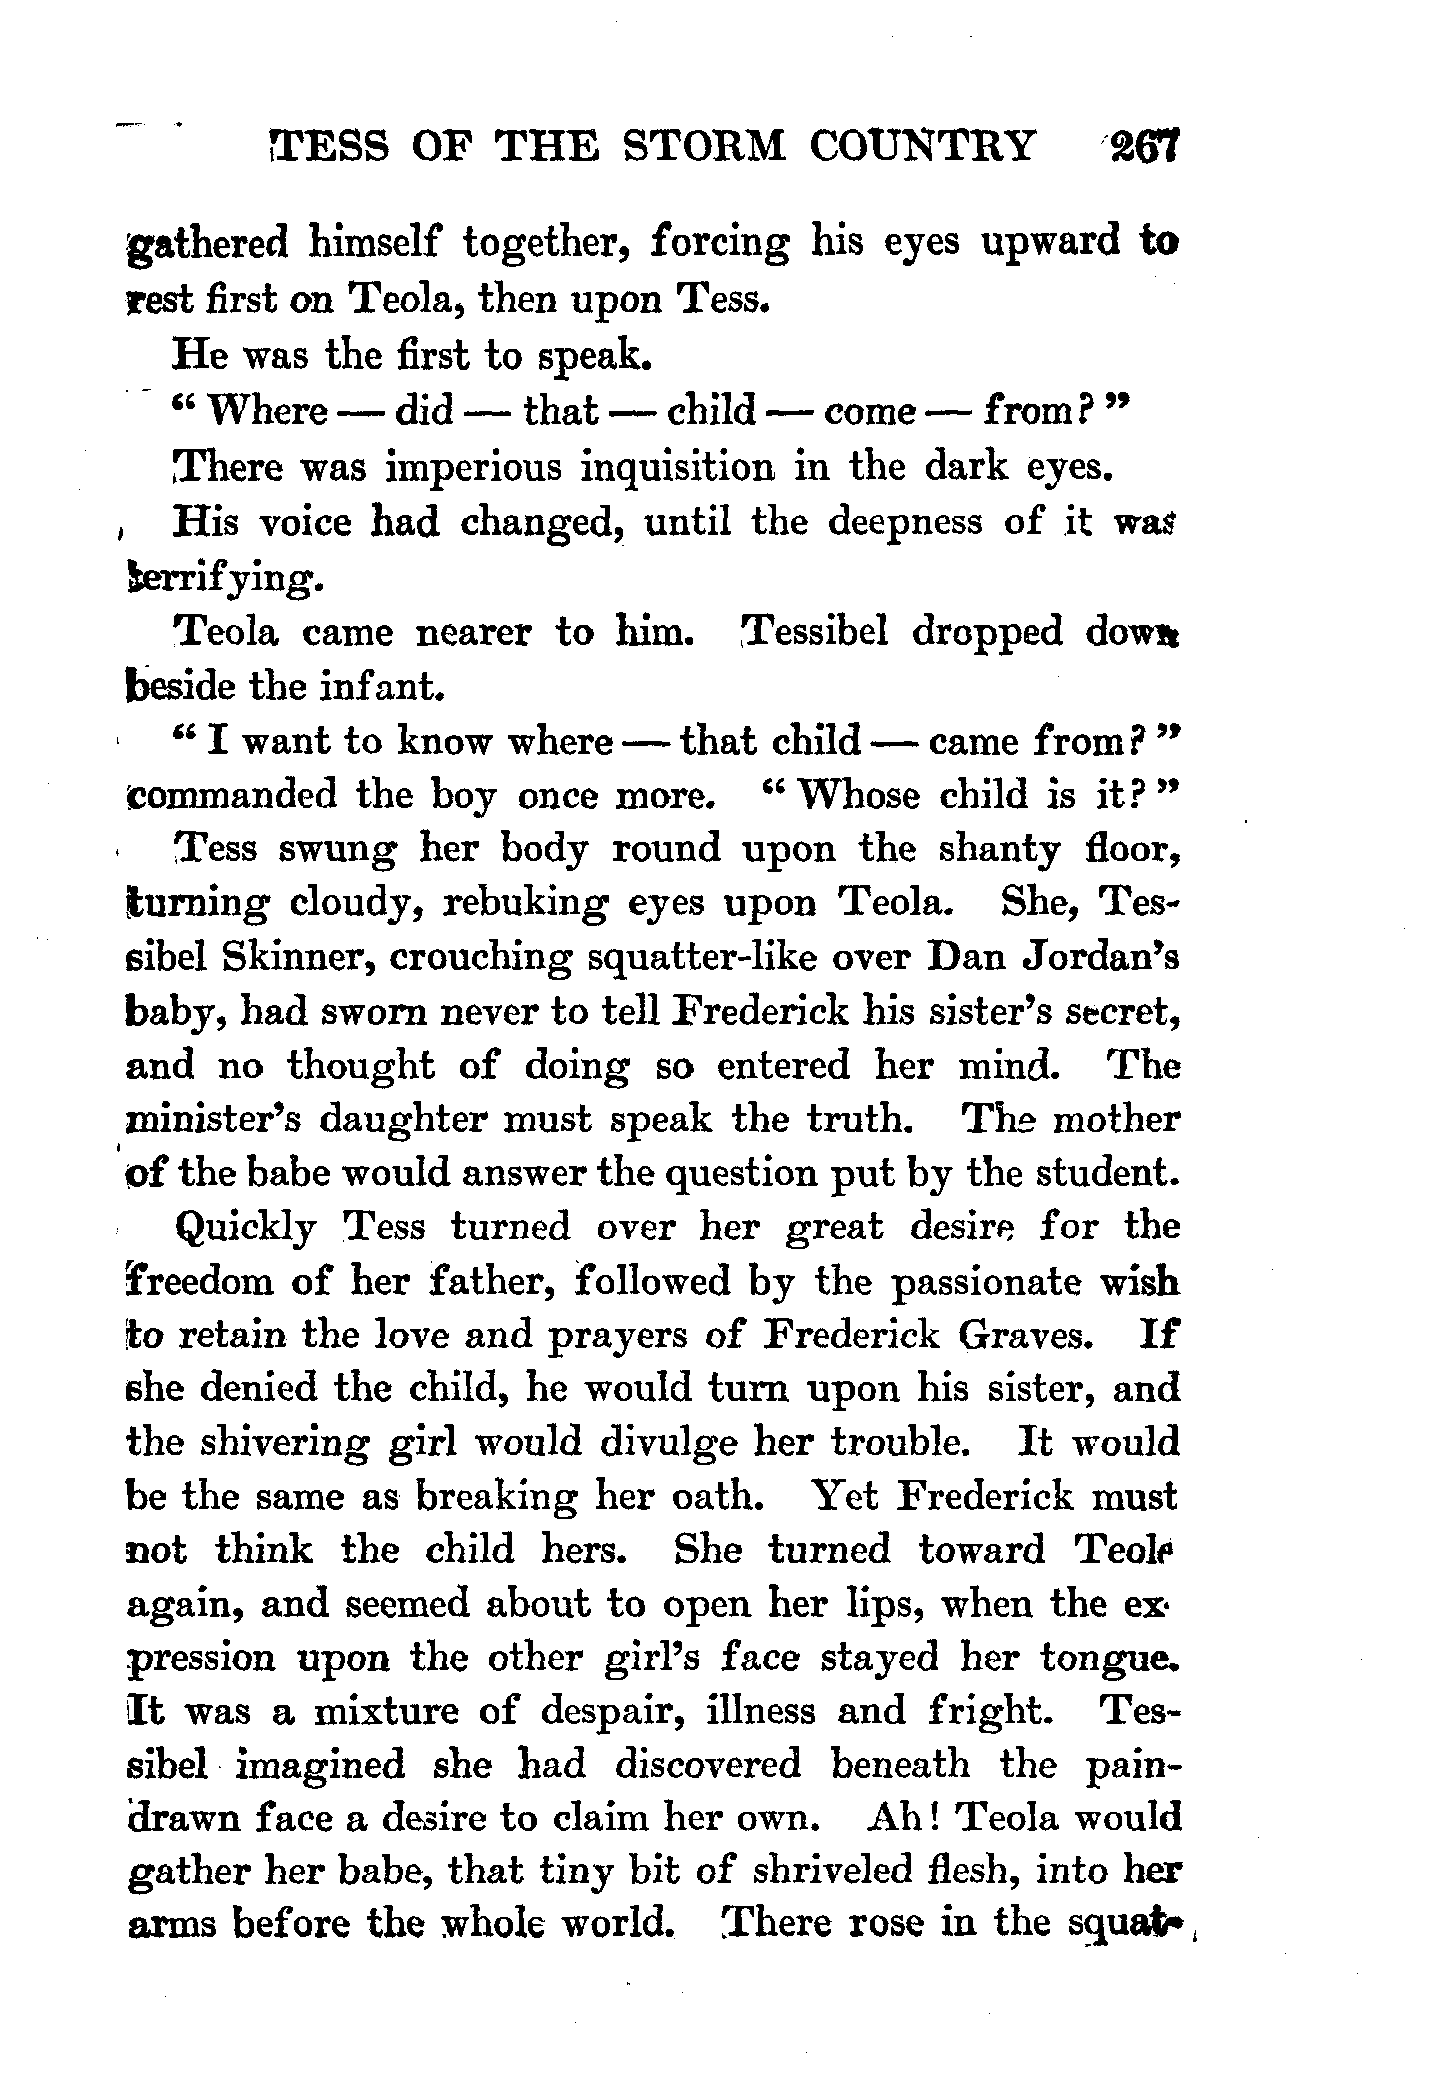 TESS OF THE STORM COUNTRY 267
gathered himself together, forcing his eyes upward to
rest first on Teola, then upon Tess.
He was the first to speak.
“ Where — did — that — child — come — from? ”
There was imperious inquisition in the dark eyes.
His voice had changed, until the deepness of it was
terrifying.
Teola came nearer to him. Tessibel dropped down
beside the infant.
“ I want to know where — that child — came from? ”
commanded the boy once more. “ Whose child is it? ”
Tess swung her body round upon the shanty floor,
turning cloudy, rebuking eyes upon Teola. She, Tes-
sibel Skinner, crouching squatter-like over Dan Jordan’s
baby, had sworn never to tell Frederick his sister’s secret,
and no thought of doing so entered her mind. The
minister’s daughter must speak the truth. The mother
of the babe would answer the question put by the student.
Quickly Tess turned over her great desire for the
freedom of her father, followed by the passionate wish
to retain the love and prayers of Frederick Graves. If
she denied the child, he would turn upon his sister, and
the shivering girl would divulge her trouble. It would
be the same as breaking her oath. Yet Frederick must
not think the child hers. She turned toward Teola
again, and seemed about to open her lips, when the ex-
pression upon the other girl’s face stayed her tongue.
It was a mixture of despair, illness and fright. Tes-
sibel imagined she had discovered beneath the pain-
drawn face a desire to claim her own. Ah! Teola would
gather her babe, that tiny bit of shriveled flesh, into her
arms before the whole world. There rose in the squat-